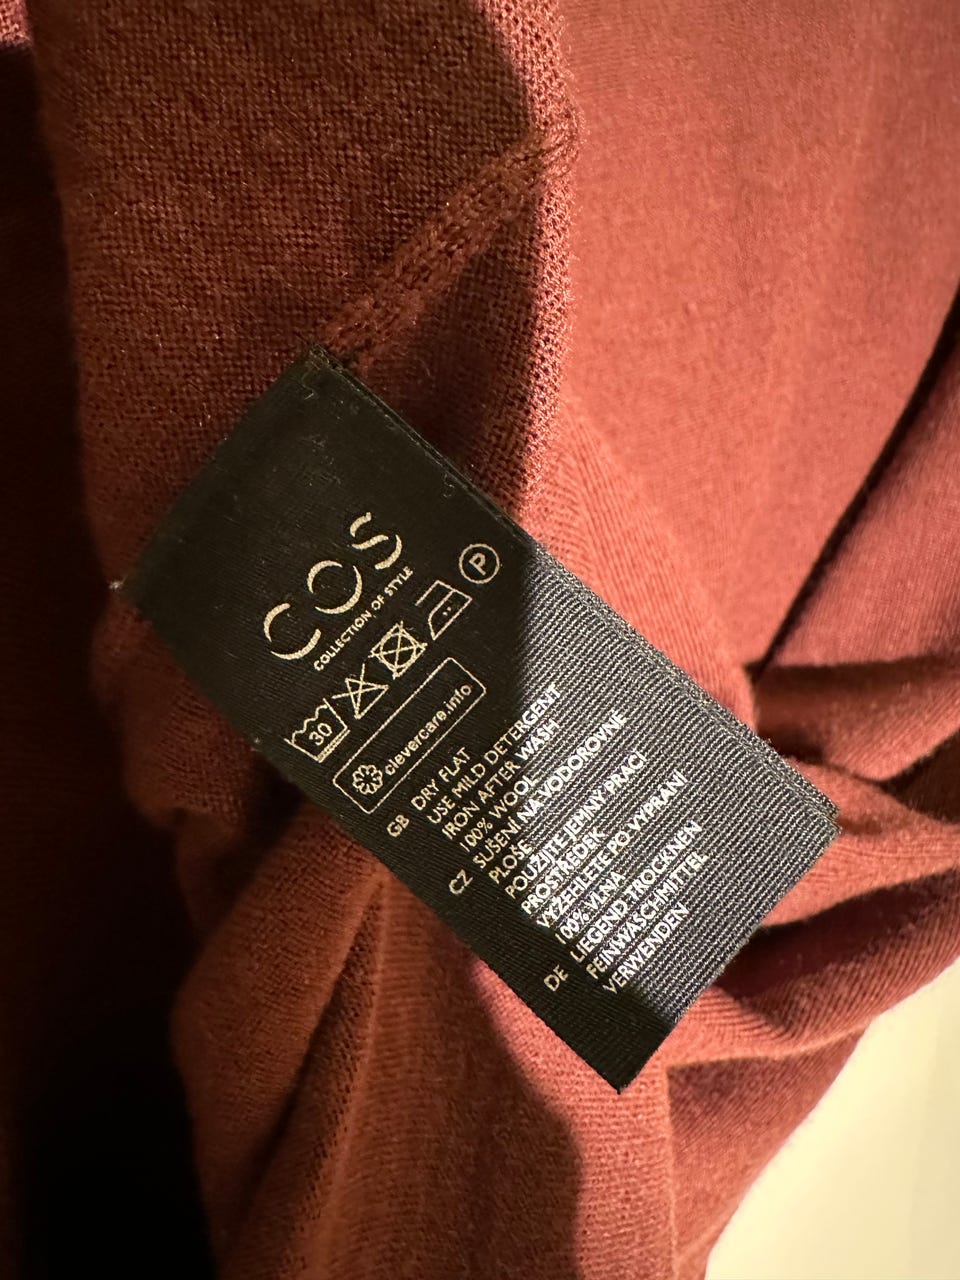 COS
COLLECTION OF STYLE
30 P
clevercare.info
GB DRY FLAT
USE MILD DETERGENT
IRON AFTER WASH
100% WOOL
CZ SUŠENÍ NA VODOROVNÉ
PLOŠE
POUŽIJTE JEMNÝ PRACÍ
PROSTŘEDEK
VYŽEHLETE PO VYPRÁNÍ
100% VLNA
DE LIEGEND TROCKNEN
FEINWASCHMITTEL
VERWENDEN